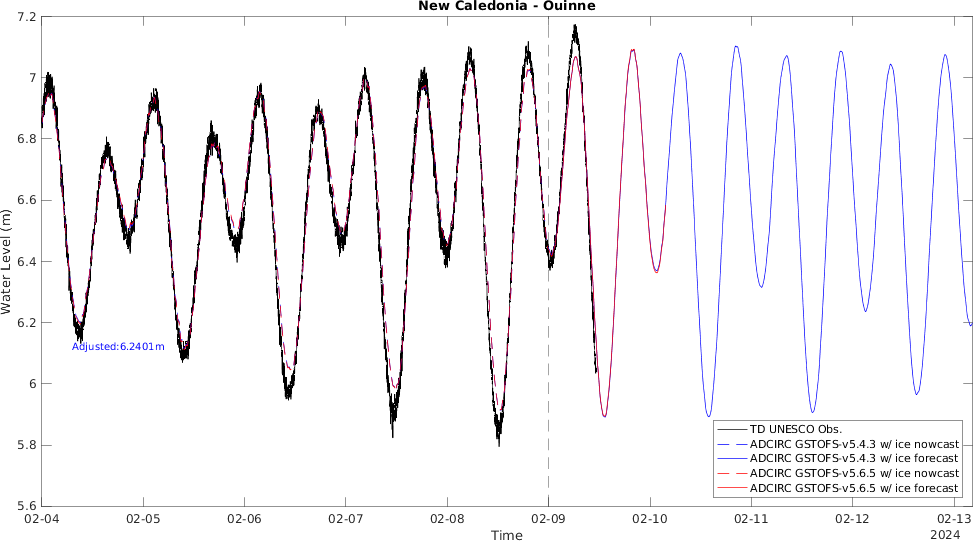 New Caledonia - Ouinne
7.2
7
6.8
6.6
6.4
6.2
6
5.8
5.6
Water Level (m)
Adjusted:6.2401m
TD UNESCO Obs.
ADCIRC GSTOFS-v5.4.3 w/ ice nowcast
ADCIRC GSTOFS-v5.4.3 w/ ice forecast
ADCIRC GSTOFS-v5.6.5 w/ ice nowcast
ADCIRC GSTOFS-v5.6.5 w/ ice forecast
02-04 02-05 02-06 02-07 02-08 02-09 02-10 02-11 02-12 02-13
Time
2024